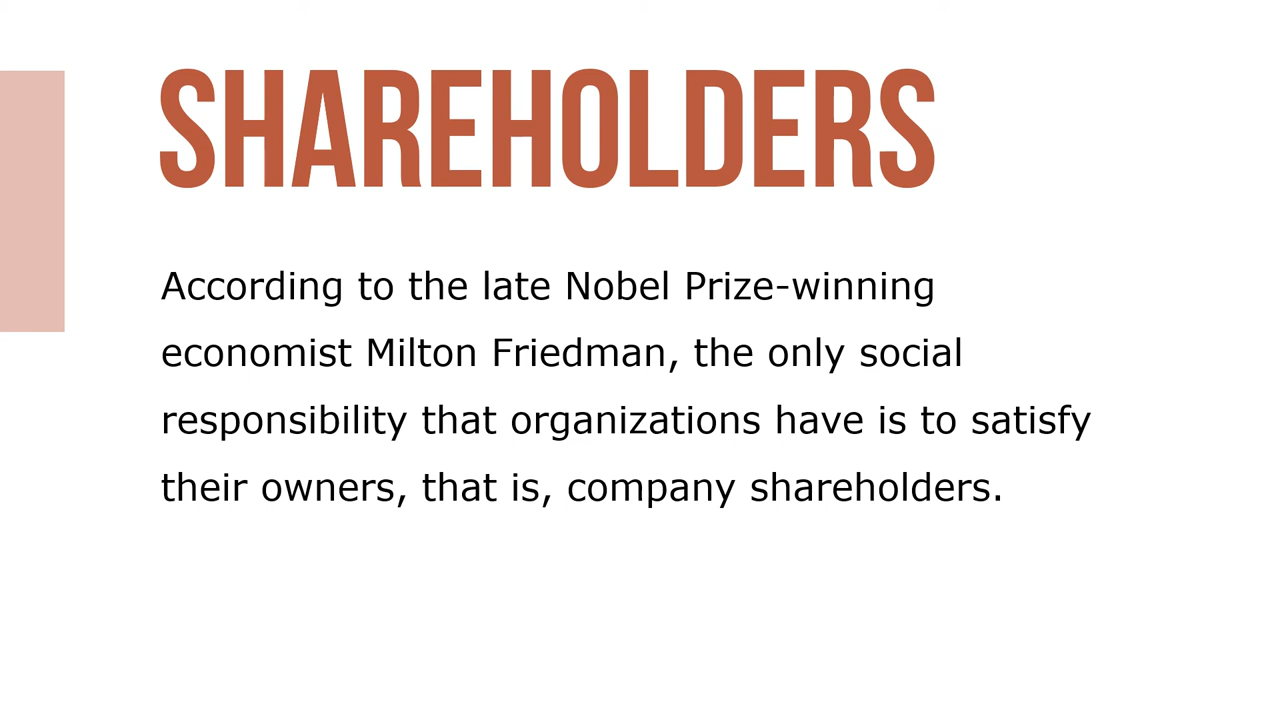 SHAREHOLDERS
According to the late Nobel Prize-winning
economist Milton Friedman, the only social
responsibility that organizations have is to satisfy
their owners, that is, company shareholders.